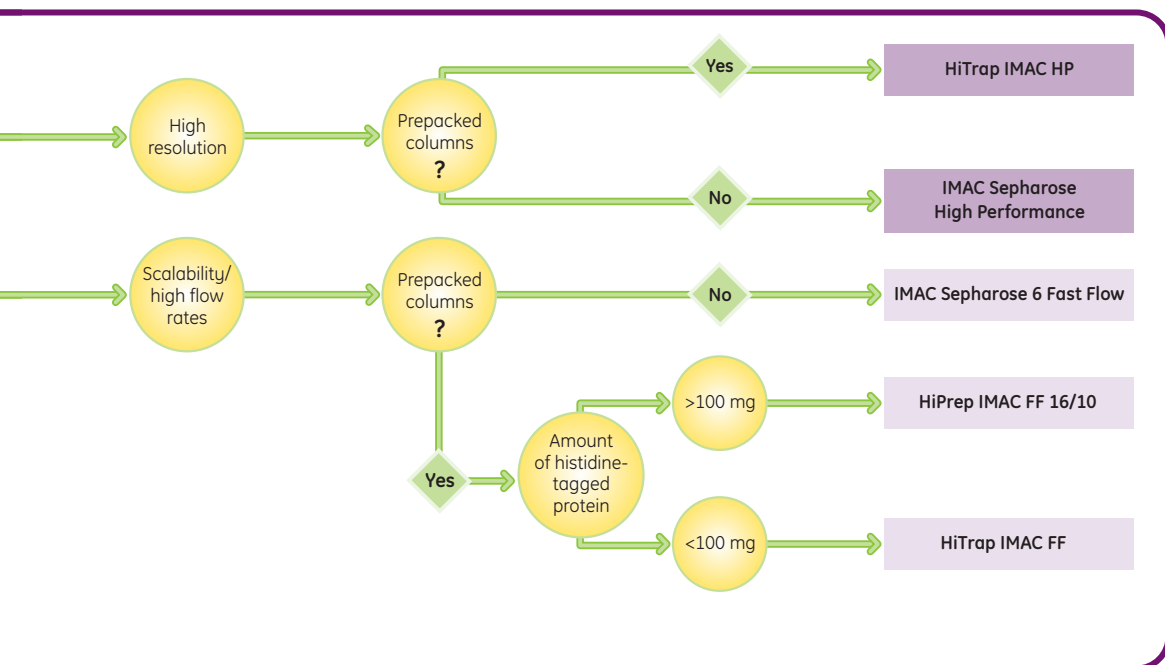 Yes
HiTrap IMAC HP
High
resolution
Prepacked
columns
?
No
IMAC Sepharose
High Performance
Scalability/
high flow
rates
Prepacked
columns
?
No
IMAC Sepharose 6 Fast Flow
>100 mg
HiPrep IMAC FF 16/10
Yes
Amount
of histidine-
tagged
protein
<100 mg
HiTrap IMAC FF